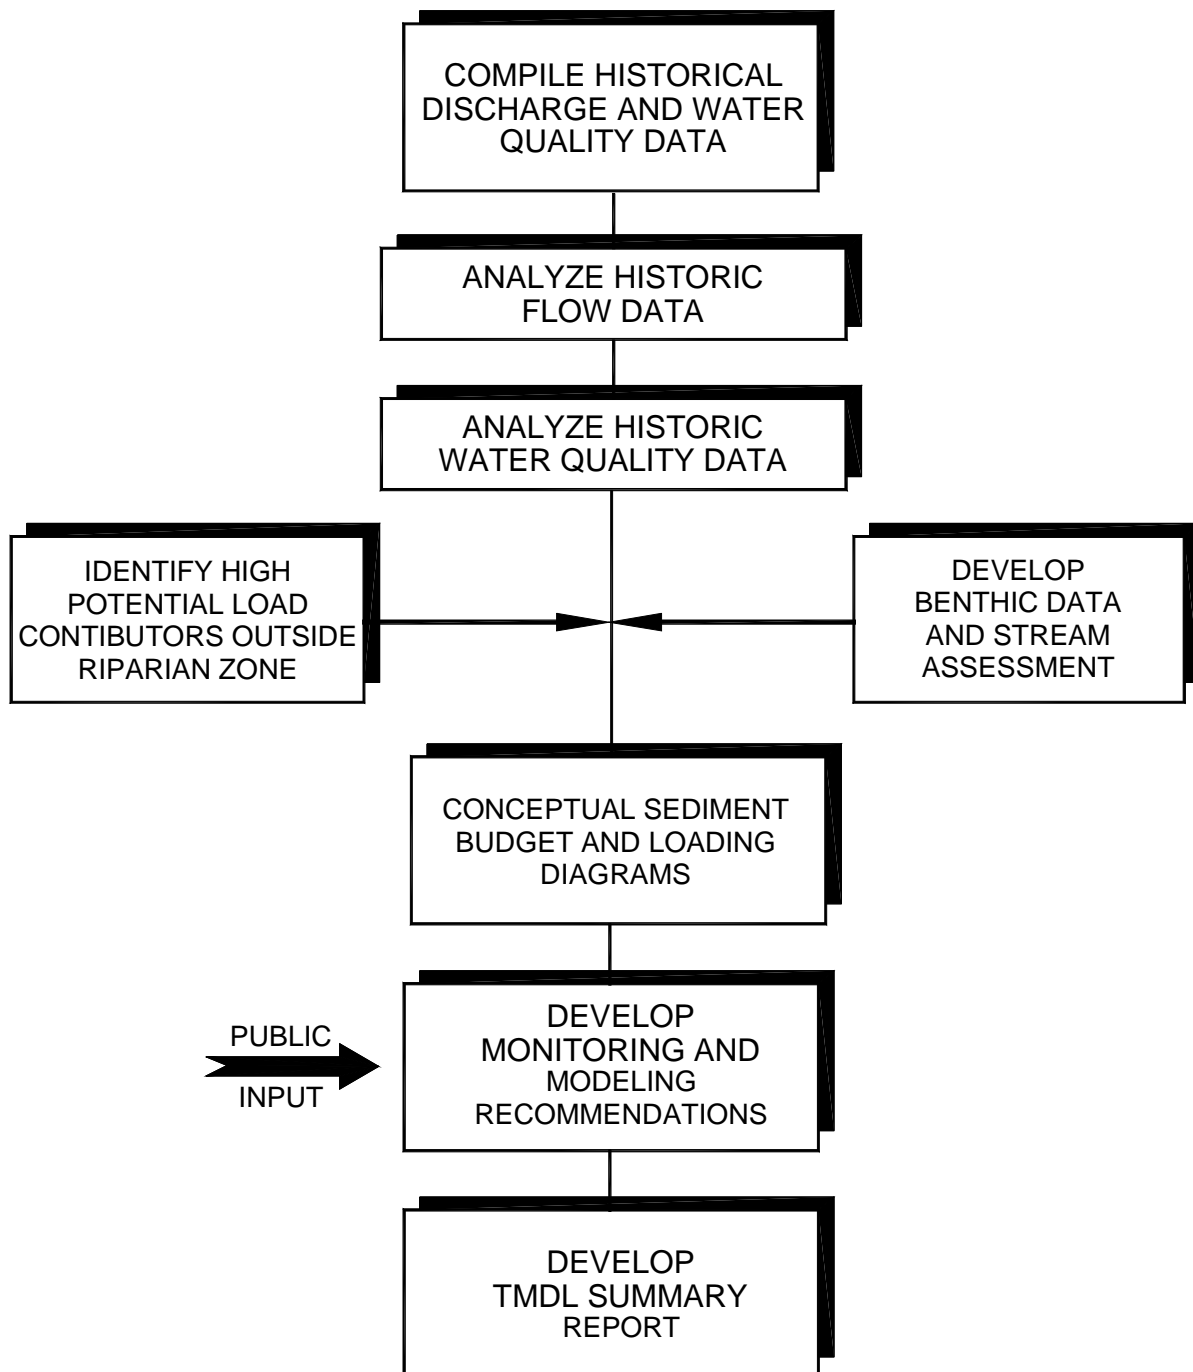 COMPILE HISTORICAL
DISCHARGE AND WATER
QUALITY DATA
ANALYZE HISTORIC
FLOW DATA
ANALYZE HISTORIC
WATER QUALITY DATA
IDENTIFY HIGH
POTENTIAL LOAD
CONTIBUTORS OUTSIDE
RIPARIAN ZONE
DEVELOP
BENTHIC DATA
AND STREAM
ASSESSMENT
CONCEPTUAL SEDIMENT
BUDGET AND LOADING
DIAGRAMS
PUBLIC
INPUT
DEVELOP
MONITORING AND
MODELING
RECOMMENDATIONS
DEVELOP
TMDL SUMMARY
REPORT